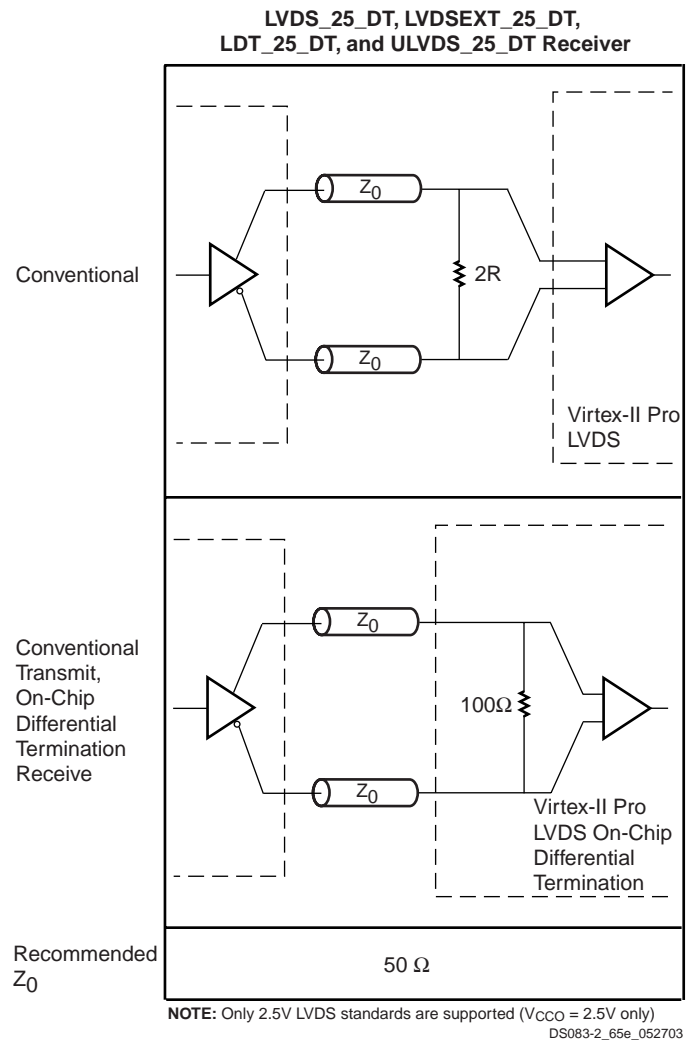 LVDS_25_DT, LVDSEXT_25_DT,
LDT_25_DT, and ULVDS_25_DT Receiver
Conventional
Z0
2R
Z0
Virtex-II Pro
LVDS
Conventional
Transmit,
On-Chip
Differential
Termination
Receive
Z0
100Ω
Z0
Virtex-II Pro
LVDS On-Chip
Differential
Termination
Recommended
Z0
50 Ω
NOTE: Only 2.5V LVDS standards are supported (VCCO = 2.5V only)
DS083-2_65e_052703